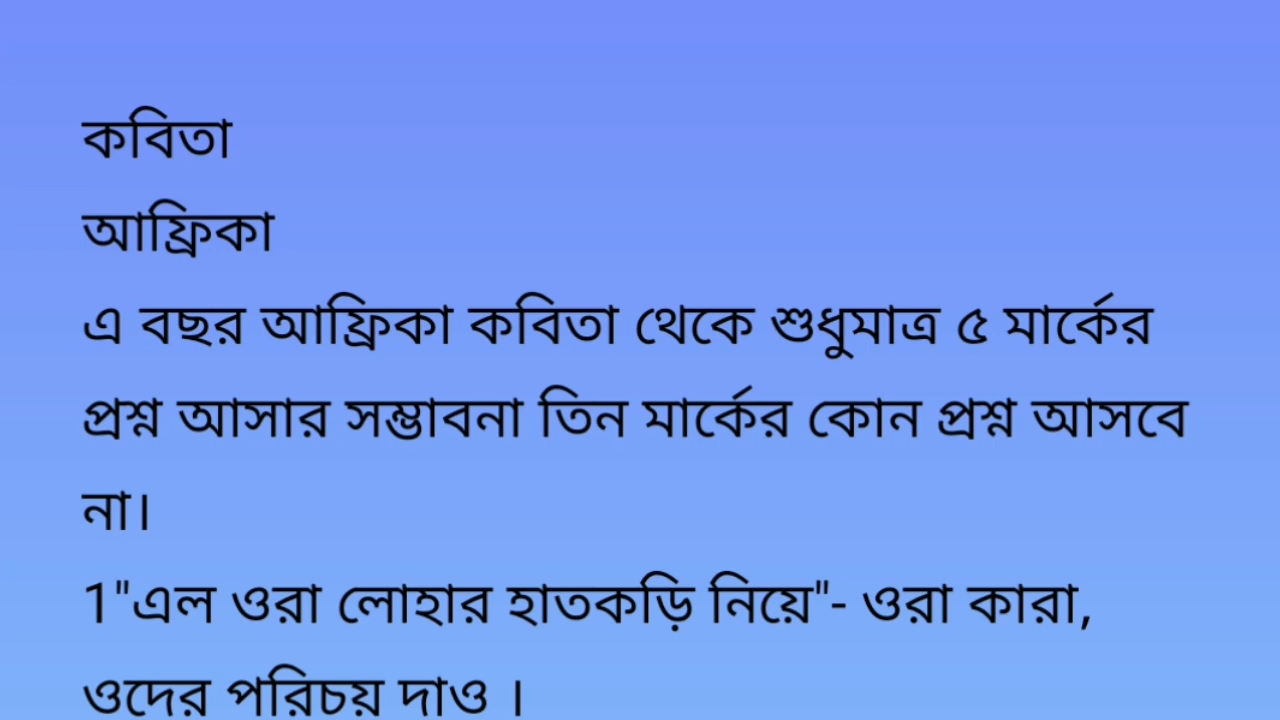 কবিতা
আফ্রিকা
এ বছর আফ্রিকা কবিতা থেকে শুধুমাত্র ৫ মার্কের
প্রশ্ন আসার সম্ভাবনা তিন মার্কের কোন প্রশ্ন আসবে
না।
1"এল ওরা লোহার হাতকড়ি নিয়ে"- ওরা কারা,
ওদের পরিচয় দাও ।